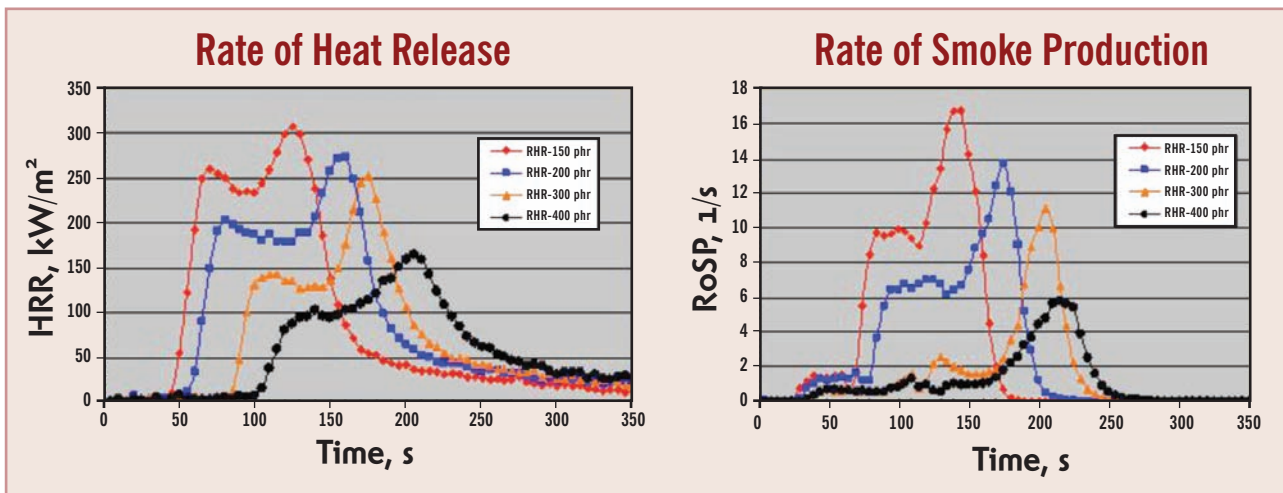 Rate of Heat Release
HRR, kW/m²
350
300
250
200
150
100
50
0
RHR-150 phr
RHR-200 phr
RHR-300 phr
RHR-400 phr
0 50 100 150 200 250 300 350
Time, s
Rate of Smoke Production
RoSP, 1/s
18
16
14
12
10
8
6
4
2
0
RHR-150 phr
RHR-200 phr
RHR-300 phr
RHR-400 phr
0 50 100 150 200 250 300 350
Time, s